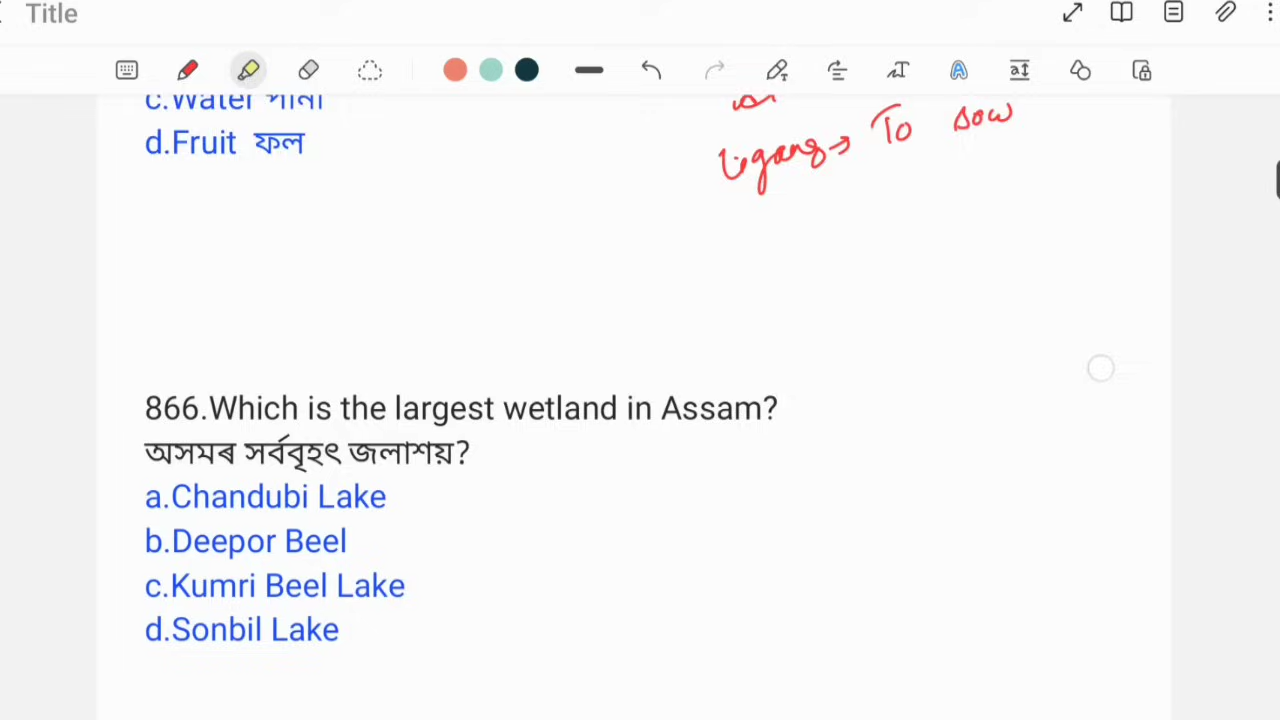 Title
c.Water পানী
d.Fruit ফল
To sow
866.Which is the largest wetland in Assam?
অসমৰ সৰ্ববৃহৎ জলাশয়?
a.Chandubi Lake
b.Deepor Beel
c.Kumri Beel Lake
d.Sonbil Lake